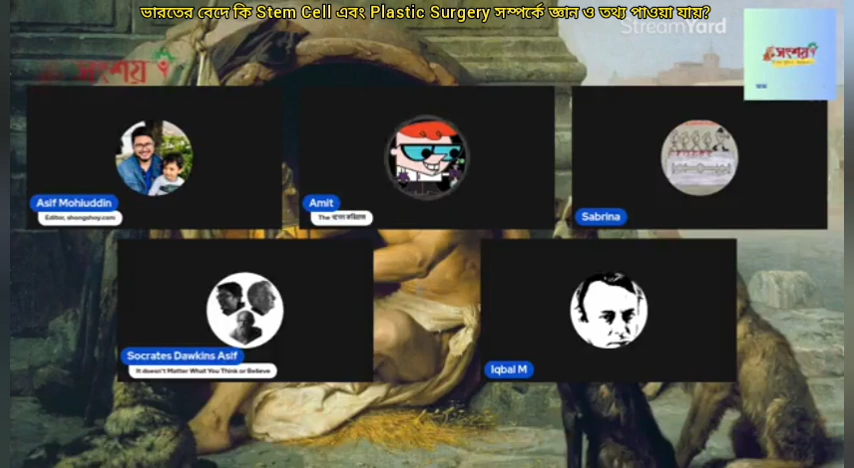 ভারতের বেদে কি Stem Cell এবং Plastic Surgery সম্পর্কে জ্ঞান ও তথ্য পাওয়া যায়?
StreamYard
সংশয়
সংশয়
Asif Mohiuddin
Editor, shongshoy.com
Amit
Sabrina
Socrates Dawkins Asif
It doesn't Matter What You Think or Believe
Iqbal M